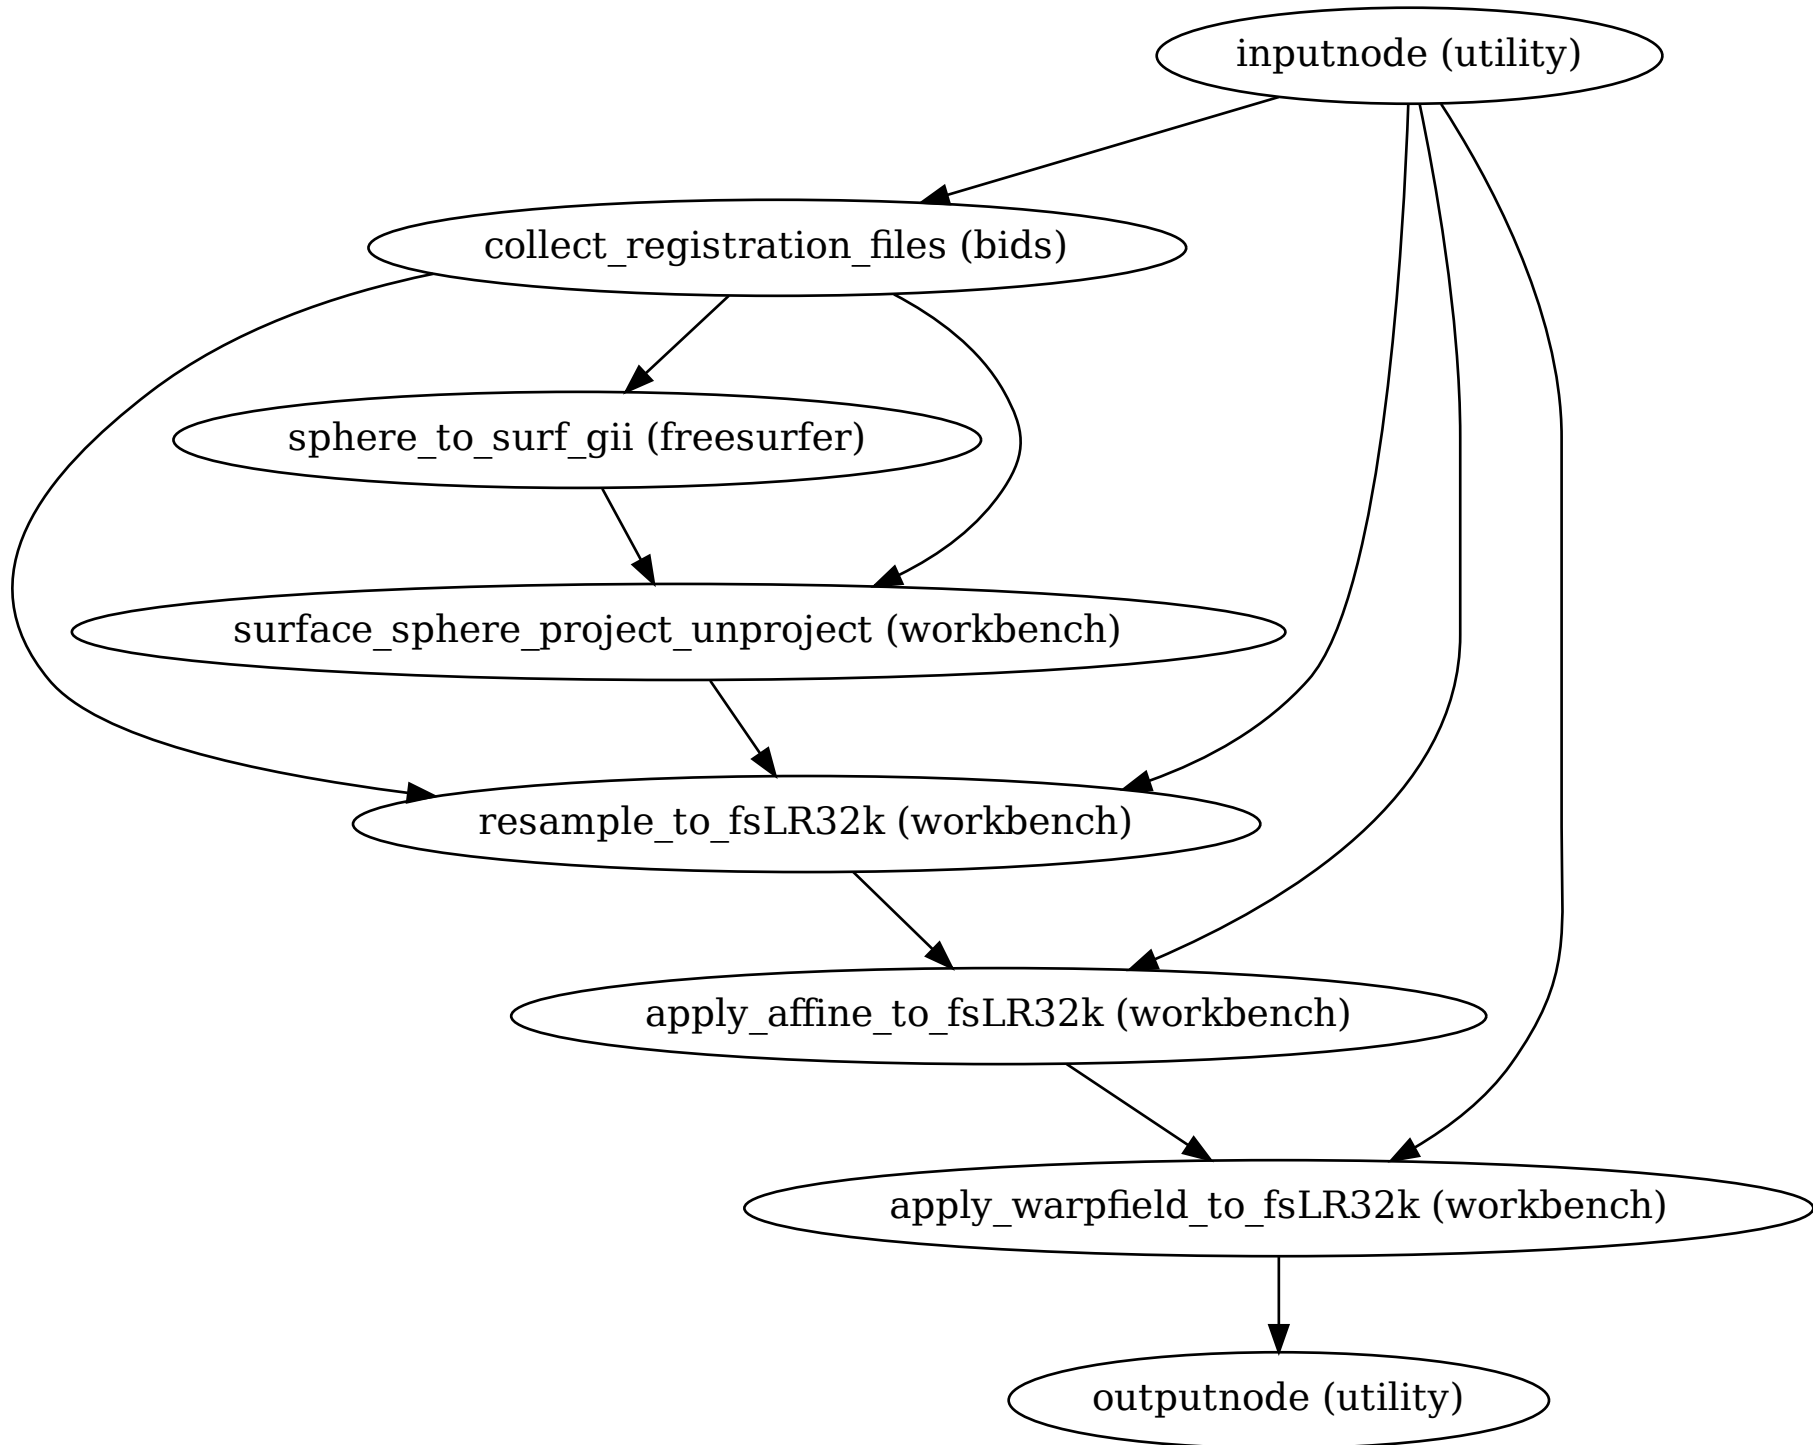 inputnode (utility)
collect_registration_files (bids)
sphere_to_surf_gii (freesurfer)
surface_sphere_project_unproject (workbench)
resample_to_fsLR32k (workbench)
apply_affine_to_fsLR32k (workbench)
apply_warpfield_to_fsLR32k (workbench)
outputnode (utility)